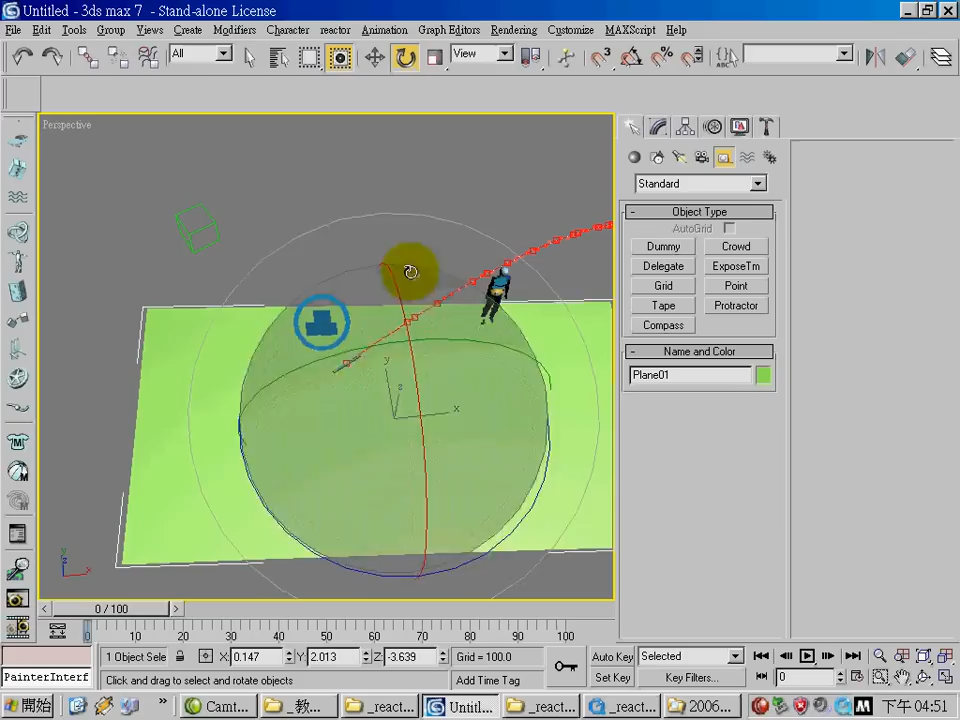 Untitled - 3ds max 7 - Stand-alone License
File Edit Tools Group Views Create Modifiers Character reactor Animation Graph Editors Rendering Customize MAXScript Help
All View
Perspective
Standard
- Object Type
AutoGrid
Dummy Crowd
Delegate ExposeTm
Grid Point
Tape Protractor
Compass
- Name and Color
Plane01
y z x
y z x
< 0 / 100 >
0 10 20 30 40 50 60 70 80 90 100
1 Object Sele X: 0.147 Y: 2.013 Z: -3.639 Grid = 100.0 Auto Key Selected
PainterInterf Click and drag to select and rotate objects Add Time Tag Set Key Key Filters... 0
開始 » Camt... _教... _react... Untitl... _react... _react... 2006... 下午 04:51